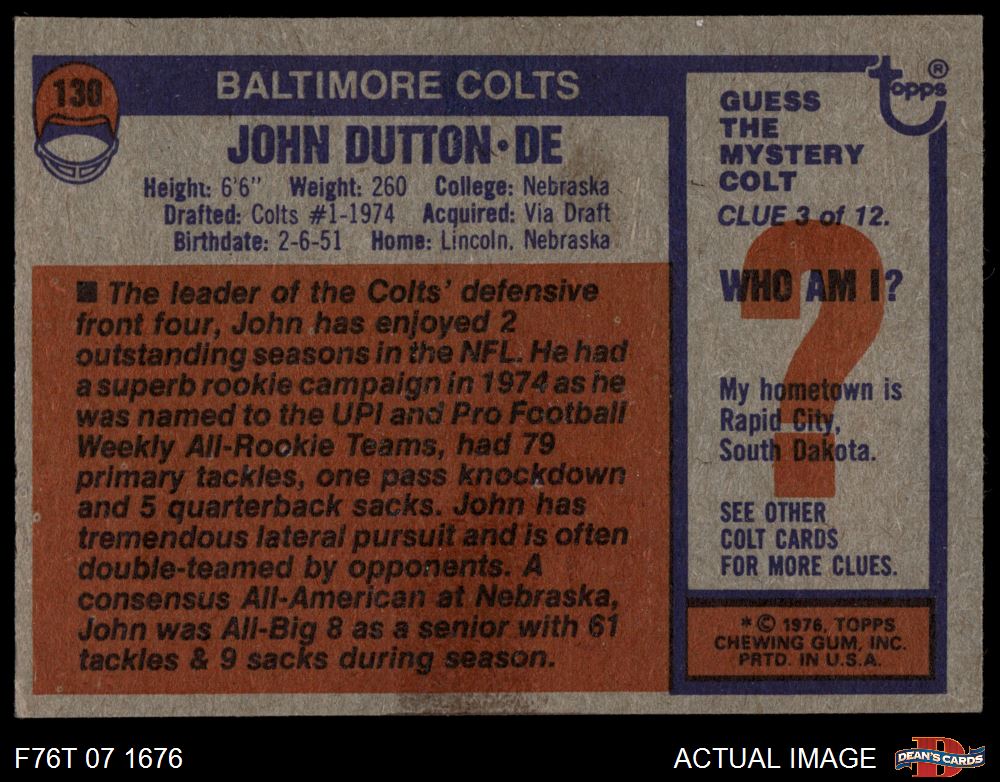 130
BALTIMORE COLTS
JOHN DUTTON • DE
Height: 6'6" Weight: 260 College: Nebraska
Drafted: Colts #1-1974 Acquired: Via Draft
Birthdate: 2-6-51 Home: Lincoln, Nebraska
■ The leader of the Colts' defensive
front four, John has enjoyed 2
outstanding seasons in the NFL. He had
a superb rookie campaign in 1974 as he
was named to the UPI and Pro Football
Weekly All-Rookie Teams, had 79
primary tackles, one pass knockdown
and 5 quarterback sacks. John has
tremendous lateral pursuit and is often
double-teamed by opponents. A
consensus All-American at Nebraska,
John was All-Big 8 as a senior with 61
tackles & 9 sacks during season.
topps®
GUESS
THE
MYSTERY
COLT
CLUE 3 of 12.
?
WHO AM I?
My hometown is
Rapid City,
South Dakota.
SEE OTHER
COLT CARDS
FOR MORE CLUES.
* © 1976, TOPPS
CHEWING GUM, INC.
PRTD. IN U.S.A.
F76T 07 1676
ACTUAL IMAGE
D
DEAN'S CARDS